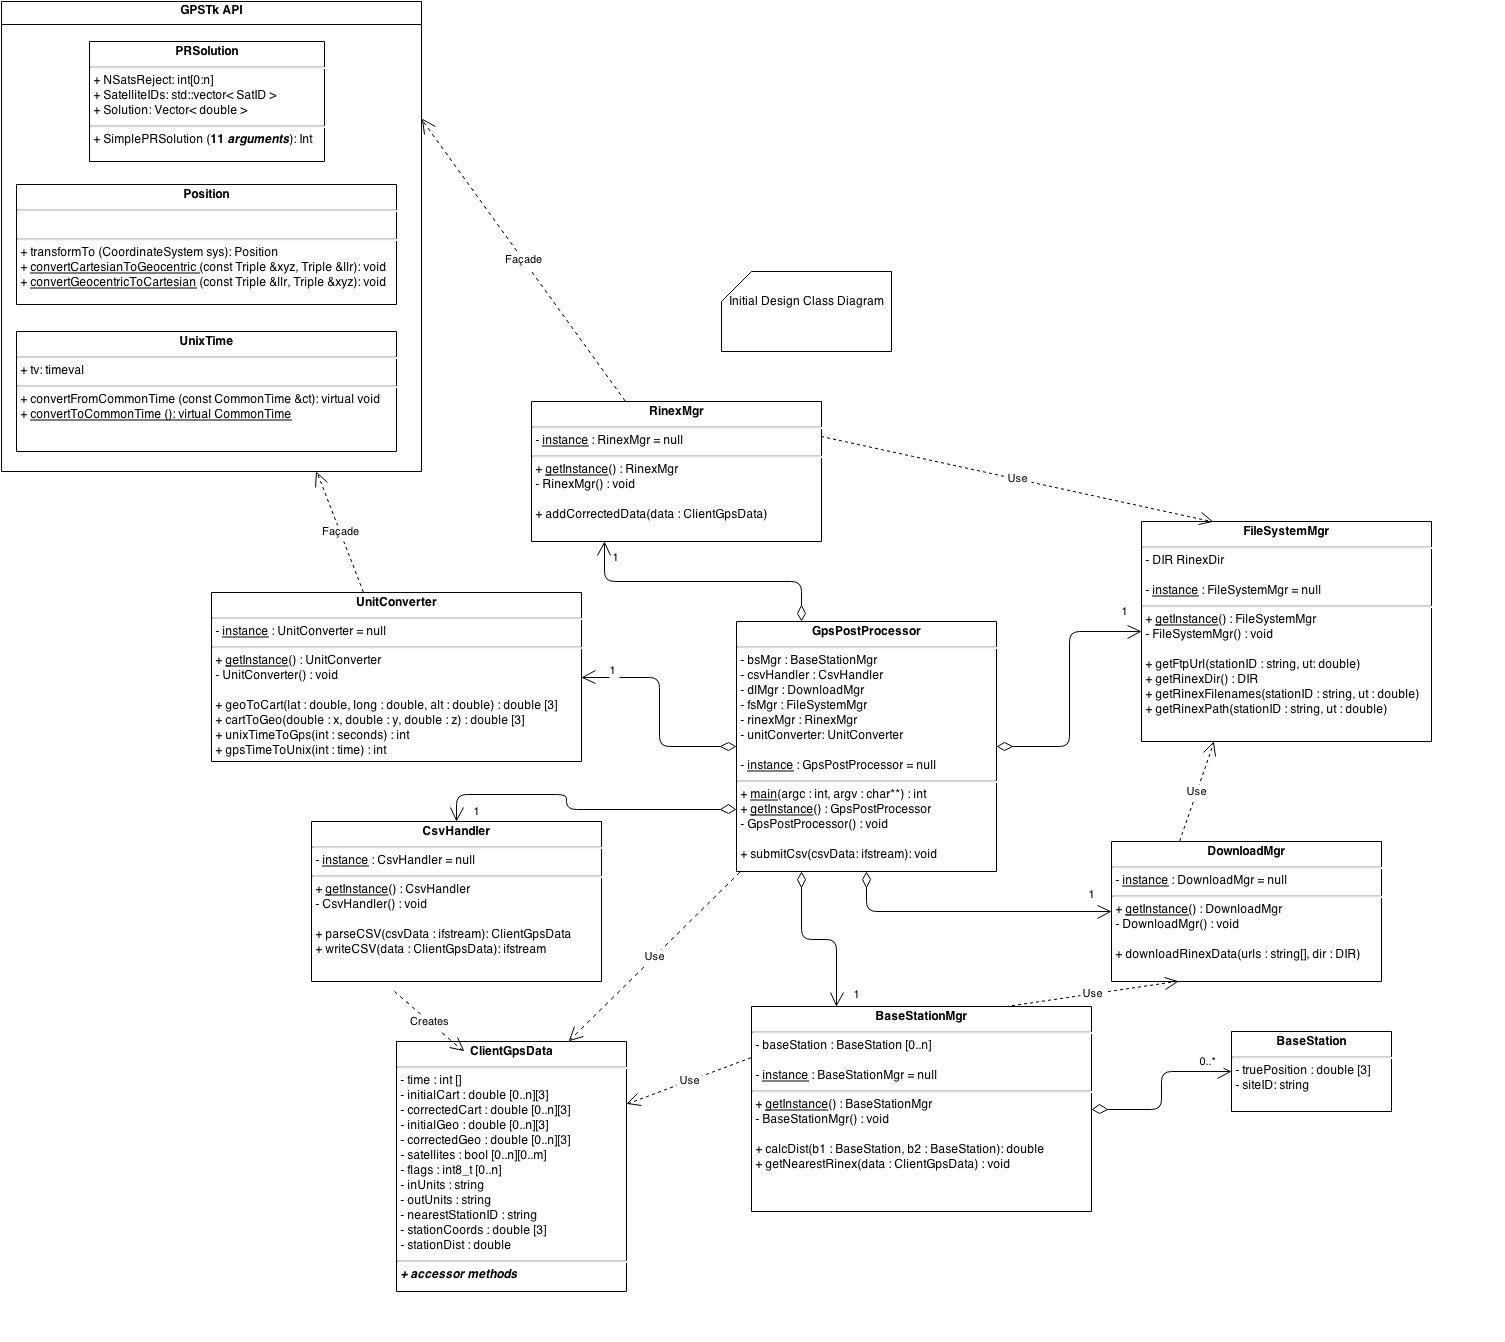 GPSTk API
PRSolution
+ NSatsReject: int[0:n]
+ SatelliteIDs: std::vector< SatID >
+ Solution: Vector< double >
+ SimplePRSolution (11 arguments): Int
Position
+ transformTo (CoordinateSystem sys): Position
+ convertCartesianToGeocentric (const Triple &xyz, Triple &llr): void
+ convertGeocentricToCartesian (const Triple &llr, Triple &xyz): void
UnixTime
+ tv: timeval
+ convertFromCommonTime (const CommonTime &ct): virtual void
+ convertToCommonTime (): virtual CommonTime
Façade
Initial Design Class Diagram
RinexMgr
- instance : RinexMgr = null
+ getInstance() : RinexMgr
- RinexMgr() : void
+ addCorrectedData(data : ClientGpsData)
Use
Façade
1
FileSystemMgr
- DIR RinexDir
- instance : FileSystemMgr = null
+ getInstance() : FileSystemMgr
- FileSystemMgr() : void
+ getFtpUrl(stationID : string, ut: double)
+ getRinexDir() : DIR
+ getRinexFilenames(stationID : string, ut : double)
+ getRinexPath(stationID : string, ut : double)
1
UnitConverter
- instance : UnitConverter = null
+ getInstance() : UnitConverter
- UnitConverter() : void
+ geoToCart(lat : double, long : double, alt : double) : double [3]
+ cartToGeo(double : x, double : y, double : z) : double [3]
+ unixTimeToGps(int : seconds) : int
+ gpsTimeToUnix(int : time) : int
1
GpsPostProcessor
- bsMgr : BaseStationMgr
- csvHandler : CsvHandler
- dlMgr : DownloadMgr
- fsMgr : FileSystemMgr
- rinexMgr : RinexMgr
- unitConverter: UnitConverter
- instance : GpsPostProcessor = null
+ main(argc : int, argv : char**) : int
+ getInstance() : GpsPostProcessor
- GpsPostProcessor() : void
+ submitCsv(csvData: ifstream): void
Use
1
CsvHandler
- instance : CsvHandler = null
+ getInstance() : CsvHandler
- CsvHandler() : void
+ parseCSV(csvData : ifstream): ClientGpsData
+ writeCSV(data : ClientGpsData): ifstream
DownloadMgr
- instance : DownloadMgr = null
+ getInstance() : DownloadMgr
- DownloadMgr() : void
+ downloadRinexData(urls : string[], dir : DIR)
1
Use
Use
1
Creates
ClientGpsData
- time : int []
- initialCart : double [0..n][3]
- correctedCart : double [0..n][3]
- initialGeo : double [0..n][3]
- correctedGeo : double [0..n][3]
- satellites : bool [0..n][0..m]
- flags : int8_t [0..n]
- inUnits : string
- outUnits : string
- nearestStationID : string
- stationCoords : double [3]
- stationDist : double
+ accessor methods
Use
BaseStationMgr
- baseStation : BaseStation [0..n]
- instance : BaseStationMgr = null
+ getInstance() : BaseStationMgr
- BaseStationMgr() : void
+ calcDist(b1 : BaseStation, b2 : BaseStation): double
+ getNearestRinex(data : ClientGpsData) : void
0..*
BaseStation
- truePosition : double [3]
- siteID: string